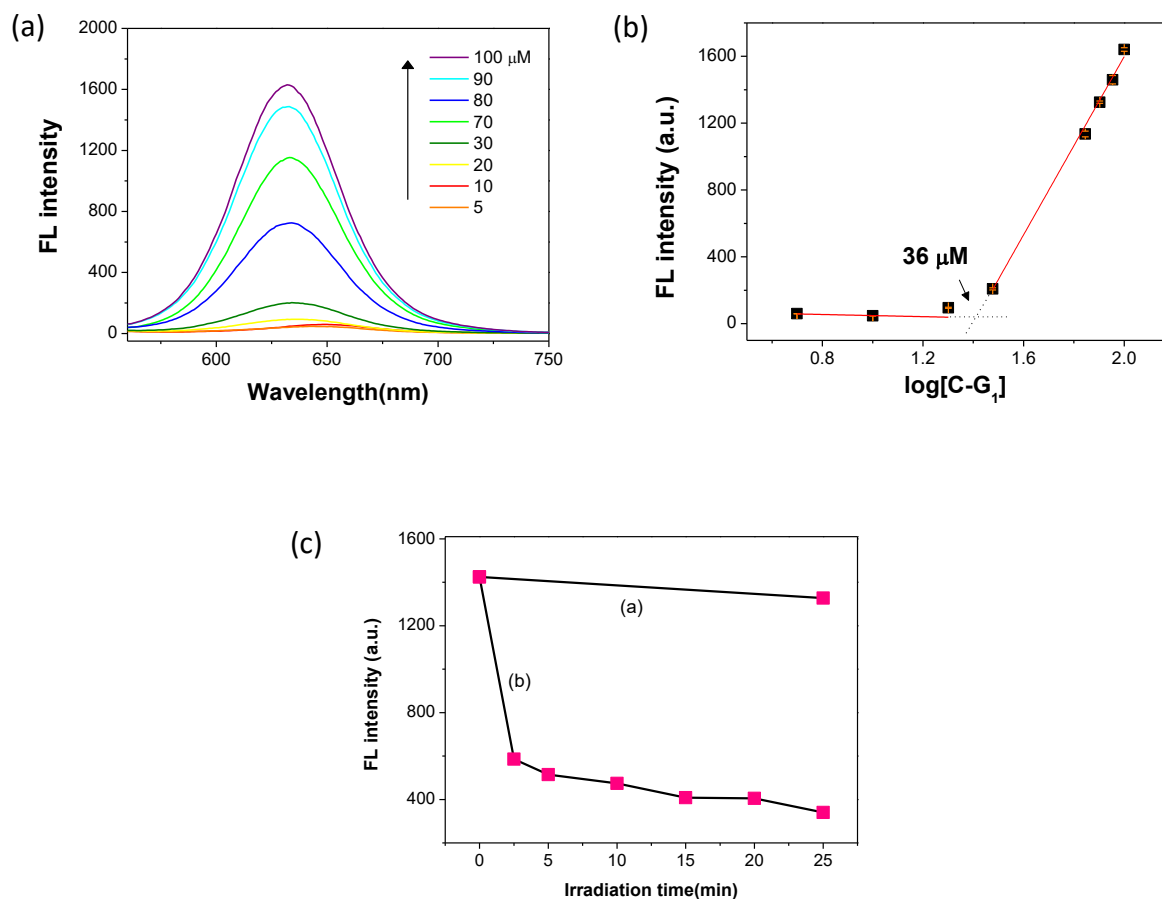 (a)
2000
1600
1200
800
400
0
FL intensity
100 μM
90
80
70
30
20
10
5
600
650
700
750
Wavelength(nm)
(b)
1600
1200
800
400
0
FL intensity (a.u.)
36 μM
0.8
1.2
1.6
2.0
log[C-G₁]
(c)
1600
1200
800
400
FL intensity (a.u.)
(a)
(b)
0
5
10
15
20
25
Irradiation time(min)